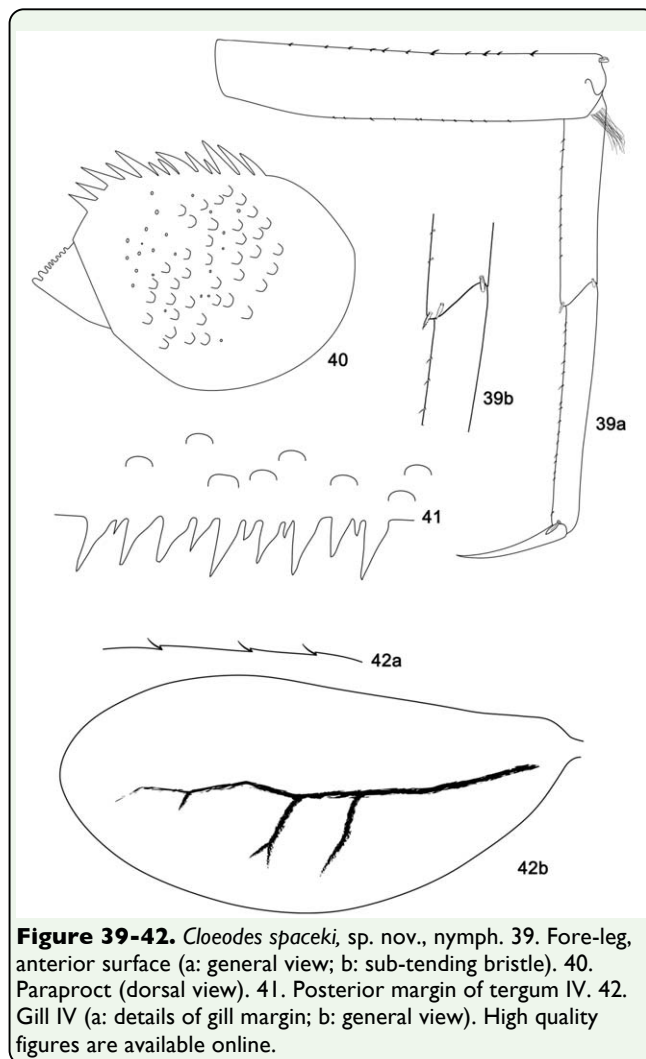 40
39b
39a
41
42a
42b
Figure 39-42. Cloeodes spaceki, sp. nov., nymph. 39. Fore-leg,
anterior surface (a: general view; b: sub-tending bristle). 40.
Paraproct (dorsal view). 41. Posterior margin of tergum IV. 42.
Gill IV (a: details of gill margin; b: general view). High quality
figures are available online.